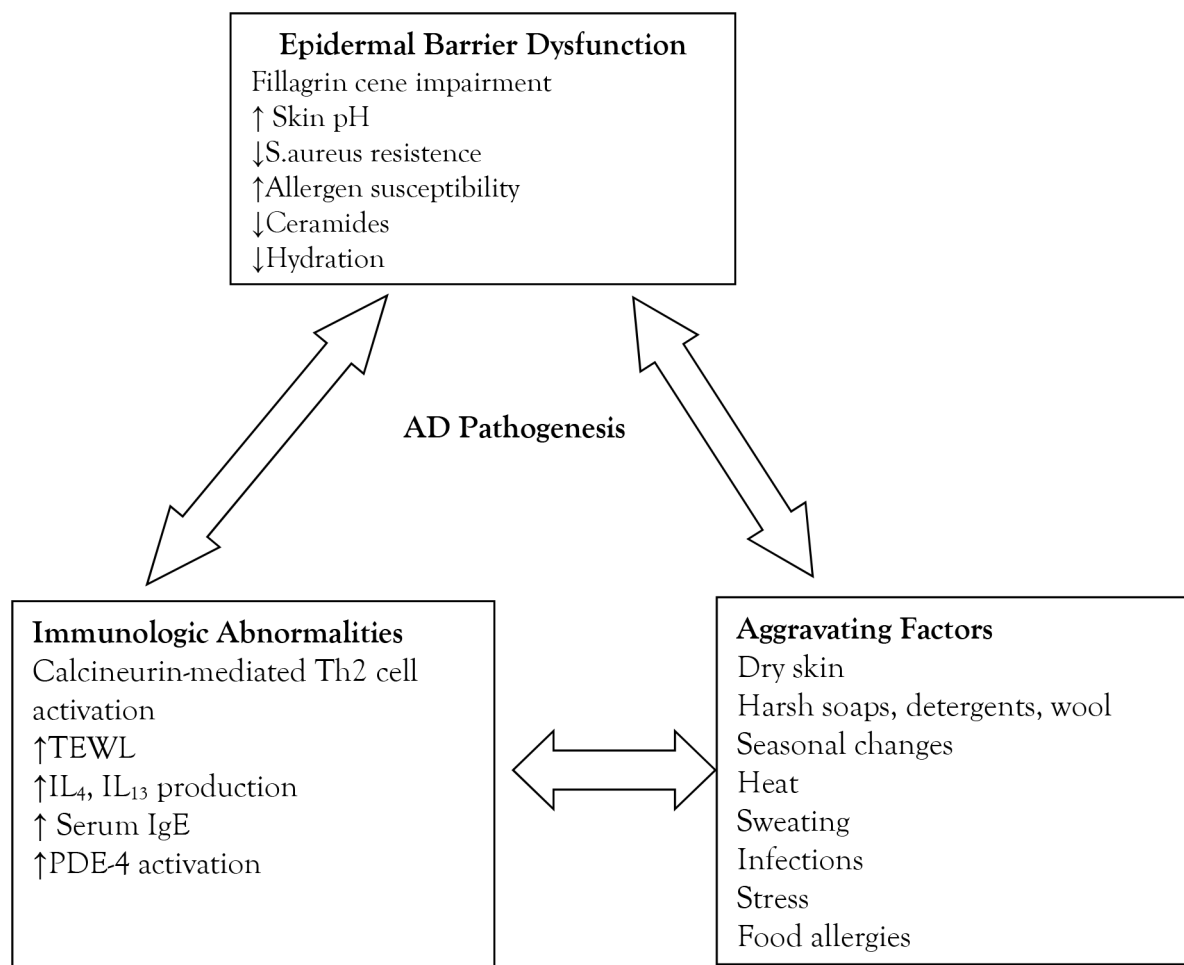 Epidermal Barrier Dysfunction
Fillagrin cene impairment
↑ Skin pH
↓S.aureus resistence
↑Allergen susceptibility
↓Ceramides
↓Hydration
AD Pathogenesis
Immunologic Abnormalities
Calcineurin-mediated Th2 cell
activation
↑TEWL
↑IL₄, IL₁₃ production
↑ Serum IgE
↑PDE-4 activation
Aggravating Factors
Dry skin
Harsh soaps, detergents, wool
Seasonal changes
Heat
Sweating
Infections
Stress
Food allergies